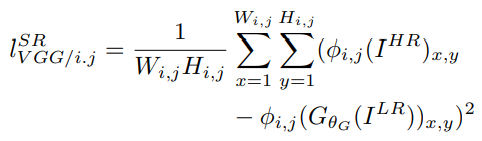 l^{SR}_{VGG/i.j} = \frac{1}{W_{i,j}H_{i,j}} \sum_{x=1}^{W_{i,j}} \sum_{y=1}^{H_{i,j}} (\phi_{i,j}(I^{HR})_{x,y}
- \phi_{i,j}(G_{\theta_G}(I^{LR}))_{x,y})^2